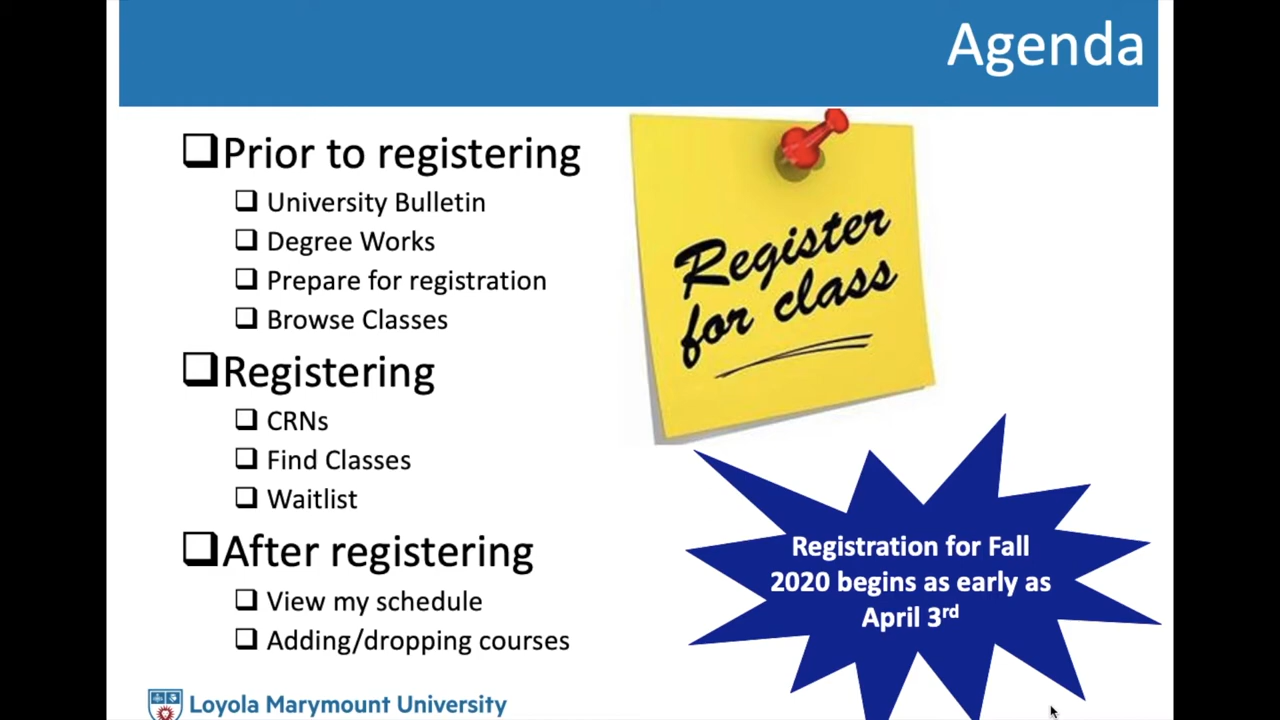 Agenda
Prior to registering
University Bulletin
Degree Works
Prepare for registration
Browse Classes
Registering
CRNs
Find Classes
Waitlist
After registering
View my schedule
Adding/dropping courses
Register
for class
Registration for Fall
2020 begins as early as
April 3rd
Loyola Marymount University